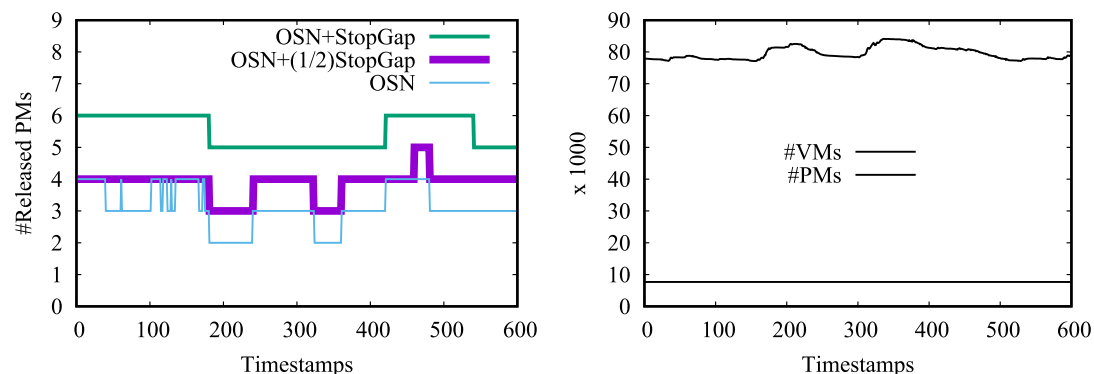 9
8
7
6
5
4
3
2
1
0
#Released PMs
OSN+StopGap
OSN+(1/2)StopGap
OSN
0 100 200 300 400 500 600
Timestamps
90
80
70
60
50
40
30
20
10
0
x 1000
#VMs
#PMs
0 100 200 300 400 500 600
Timestamps